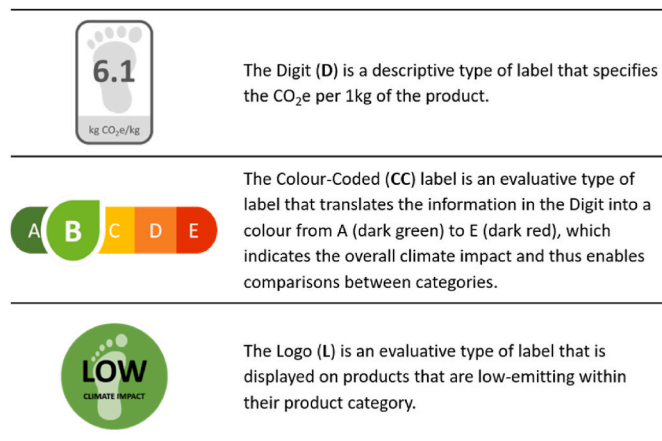 6.1
kg CO₂e/kg
The Digit (D) is a descriptive type of label that specifies
the CO₂e per 1kg of the product.
A B C D E
The Colour-Coded (CC) label is an evaluative type of
label that translates the information in the Digit into a
colour from A (dark green) to E (dark red), which
indicates the overall climate impact and thus enables
comparisons between categories.
LOW
CLIMATE IMPACT
The Logo (L) is an evaluative type of label that is
displayed on products that are low-emitting within
their product category.